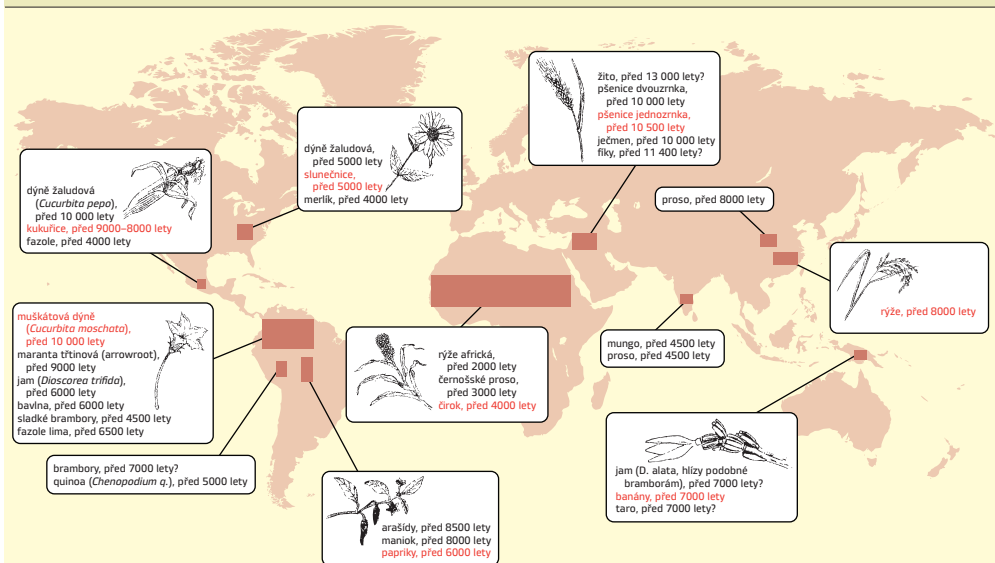 žito, před 13 000 lety?
pšenice dvouzrnka,
před 10 000 lety
pšenice jednozrnka,
před 10 500 lety
ječmen, před 10 000 lety
fíky, před 11 400 lety?
dýně žaludová,
před 5000 lety
slunečnice,
před 5000 lety
merlík, před 4000 lety
dýně žaludová
(Cucurbita pepo),
před 10 000 lety
kukuřice, před 9000–8000 lety
fazole, před 4000 lety
proso, před 8000 lety
rýže, před 8000 lety
muškátová dýně
(Cucurbita moschata),
před 10 000 lety
maranta třtinová (arrowroot),
před 9000 lety
jam (Dioscarea trifida),
před 6000 lety
bavlna, před 6000 lety
sladké brambory, před 4500 lety
fazole lima, před 6500 lety
rýže africká,
před 2000 lety
černošské proso,
před 3000 lety
čirok, před 4000 lety
mungo, před 4500 lety
proso, před 4500 lety
brambory, před 7000 lety?
quinoa (Chenopodium q.), před 5000 lety
jam (D. alata, hlízy podobné
bramborám), před 7000 lety?
banány, před 7000 lety
taro, před 7000 lety?
arašídy, před 8500 lety
maniok, před 8000 lety
papriky, před 6000 lety